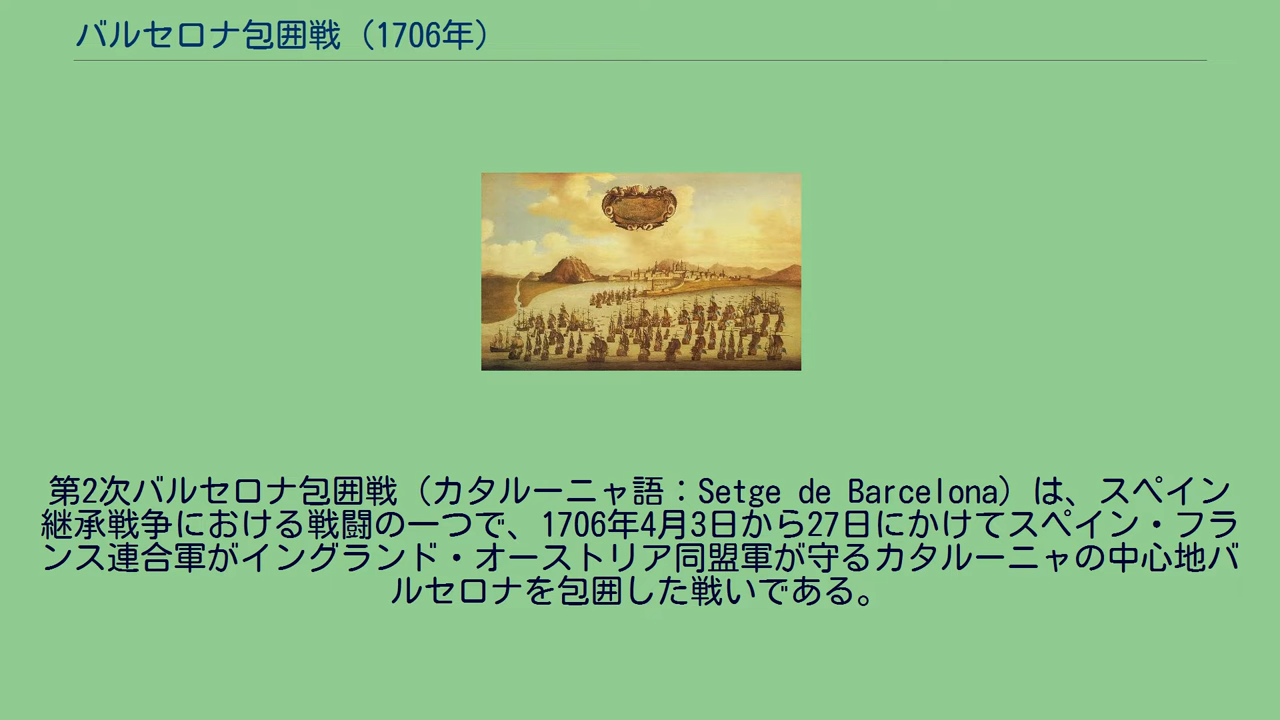 バルセロナ包囲戦（1706年）
第2次バルセロナ包囲戦（カタルーニャ語：Setge de Barcelona）は、スペイン
継承戦争における戦闘の一つで、1706年4月3日から27日にかけてスペイン・フラ
ンス連合軍がイングランド・オーストリア同盟軍が守るカタルーニャの中心地バ
ルセロナを包囲した戦いである。